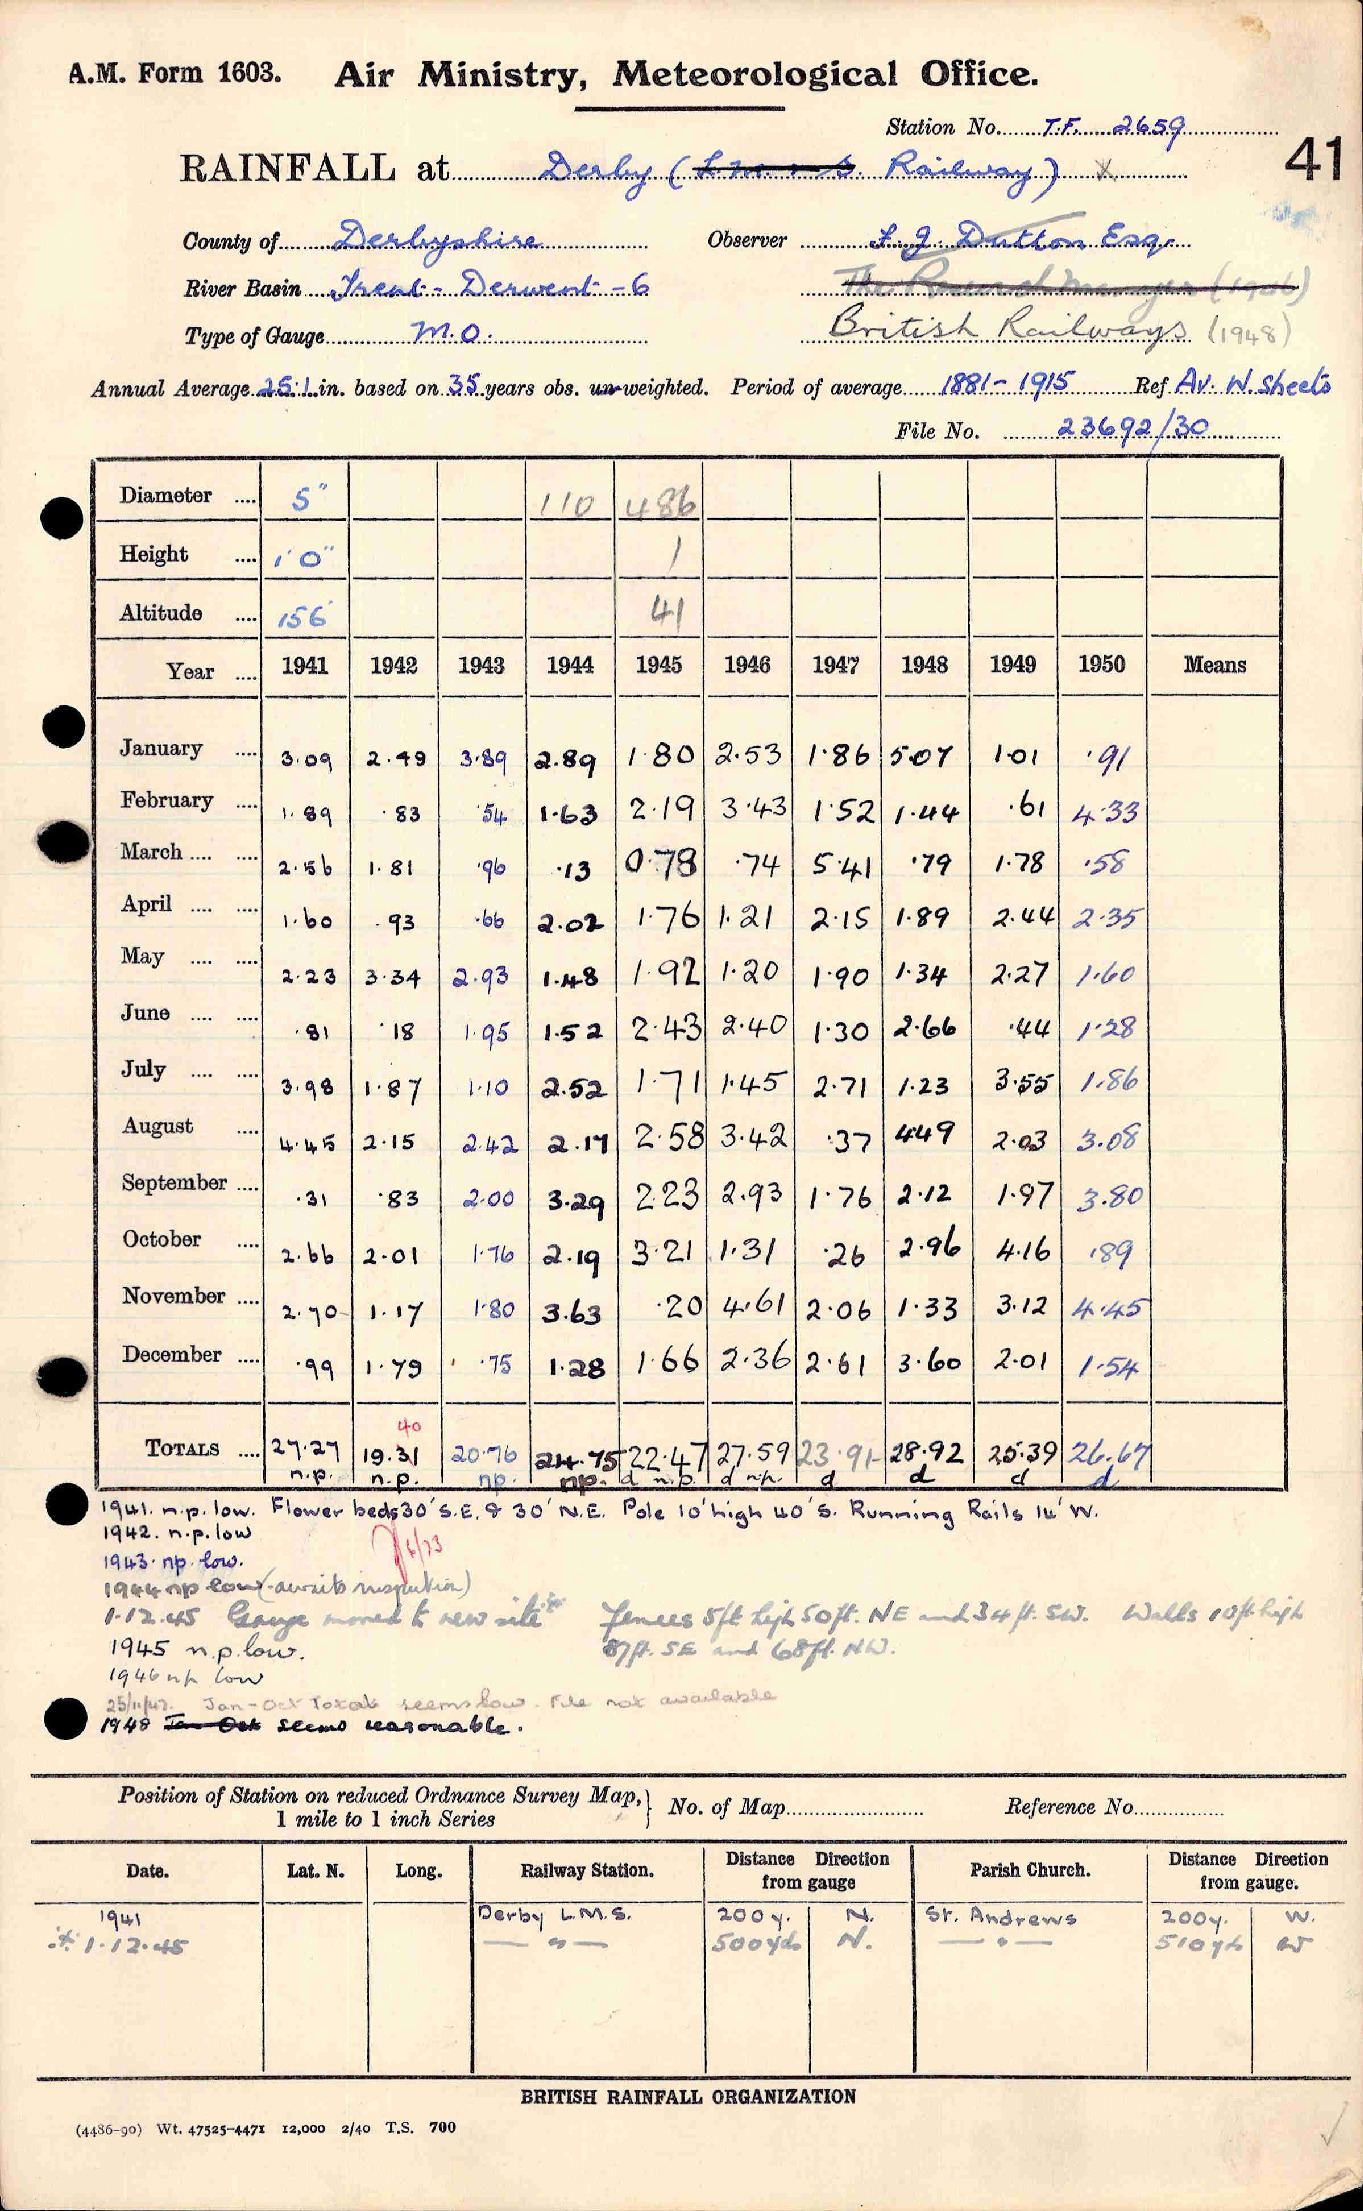 A.M. Form 1603. Air Ministry, Meteorological Office.
Station No. T.F. 2659
41
RAINFALL at Derby (L.M. & S. Railway) X
County of Derbyshire Observer F. J. Dutton Esq.
River Basin Trent - Derwent - 6 The Research Manager (1946)
Type of Gauge M.O. British Railways (1948)
Annual Average 25.1 in. based on 35 years obs. un-weighted. Period of average 1881-1915 Ref Av. W. Sheets
File No. 23692/30
Diameter .... 5" 110 486
Height .... 1'0" 1
Altitude .... 156 41
Year .... 1941 1942 1943 1944 1945 1946 1947 1948 1949 1950 Means
January .... 3.09 2.49 3.89 2.89 1.80 2.53 1.86 5.07 1.01 .91
February .... 1.89 .83 .54 1.63 2.19 3.43 1.52 1.44 .61 4.33
March .... .... 2.56 1.81 .96 .13 0.78 .74 5.41 .79 1.78 .58
April .... .... 1.60 .93 .66 2.02 1.76 1.21 2.15 1.89 2.44 2.35
May .... .... 2.23 3.34 2.93 1.48 1.92 1.20 1.90 1.34 2.27 1.60
June .... .... .81 .18 1.95 1.52 2.43 2.40 1.30 2.66 .44 1.28
July .... .... 3.98 1.87 1.10 2.52 1.71 1.45 2.71 1.23 3.55 1.86
August .... 4.45 2.15 2.42 2.17 2.58 3.42 .37 4.49 2.03 3.08
September .... .31 .83 2.00 3.29 2.23 2.93 1.76 2.12 1.97 3.80
October .... 2.66 2.01 1.76 2.19 3.21 1.31 .26 2.96 4.16 .89
November .... 2.70 1.17 1.80 3.63 .20 4.61 2.06 1.33 3.12 4.45
December .... .99 1.79 .75 1.28 1.66 2.36 2.61 3.60 2.01 1.54
40
TOTALS .... 27.27 19.31 20.76 24.75 22.47 27.59 23.91 28.92 25.39 26.67
n.p. n.p. np. np. d n.p. d n.p. d d d d
1941. n.p. low. Flower beds 30' S.E. & 30' N.E. Pole 10' high 40' S. Running Rails 14' W.
1942. n.p. low
1943. np. low.
1944 np low (awaits inspection)
1.12.45 Gauge moved to new site Fences 5ft high 50ft. NE and 34ft. SW. Walls 10ft high
1945 n.p. low. 87ft. SE and 68ft. NW.
1946 np low
25/11/47. Jan-Oct Total seems low. File not available
1948 Jan Oct seems reasonable.
Position of Station on reduced Ordnance Survey Map, 1 mile to 1 inch Series } No. of Map Reference No.
Date. Lat. N. Long. Railway Station. Distance Direction from gauge Parish Church. Distance Direction from gauge.
1941 Derby L.M.S. 200 y. N. St. Andrews 200 y. W.
1.12.45 — " — 500 yds N. — " — 510 yds W
BRITISH RAINFALL ORGANIZATION
(4486-90) Wt. 47525-4471 12,000 2/40 T.S. 700